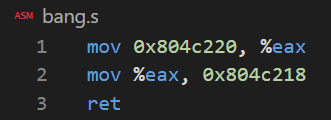 ASM bang.s
1 mov 0x804c220, %eax
2 mov %eax, 0x804c218
3 ret